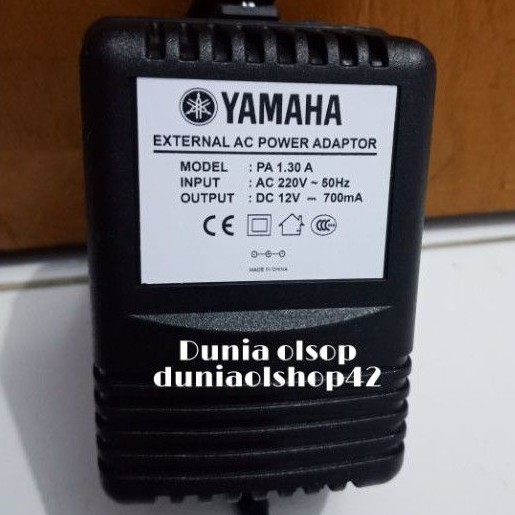 YAMAHA
EXTERNAL AC POWER ADAPTOR
MODEL : PA 1.30 A
INPUT : AC 220V ~ 50Hz
OUTPUT : DC 12V ⎓ 700mA
CE CCC
MADE IN CHINA
Dunia olsop
duniaolshop42